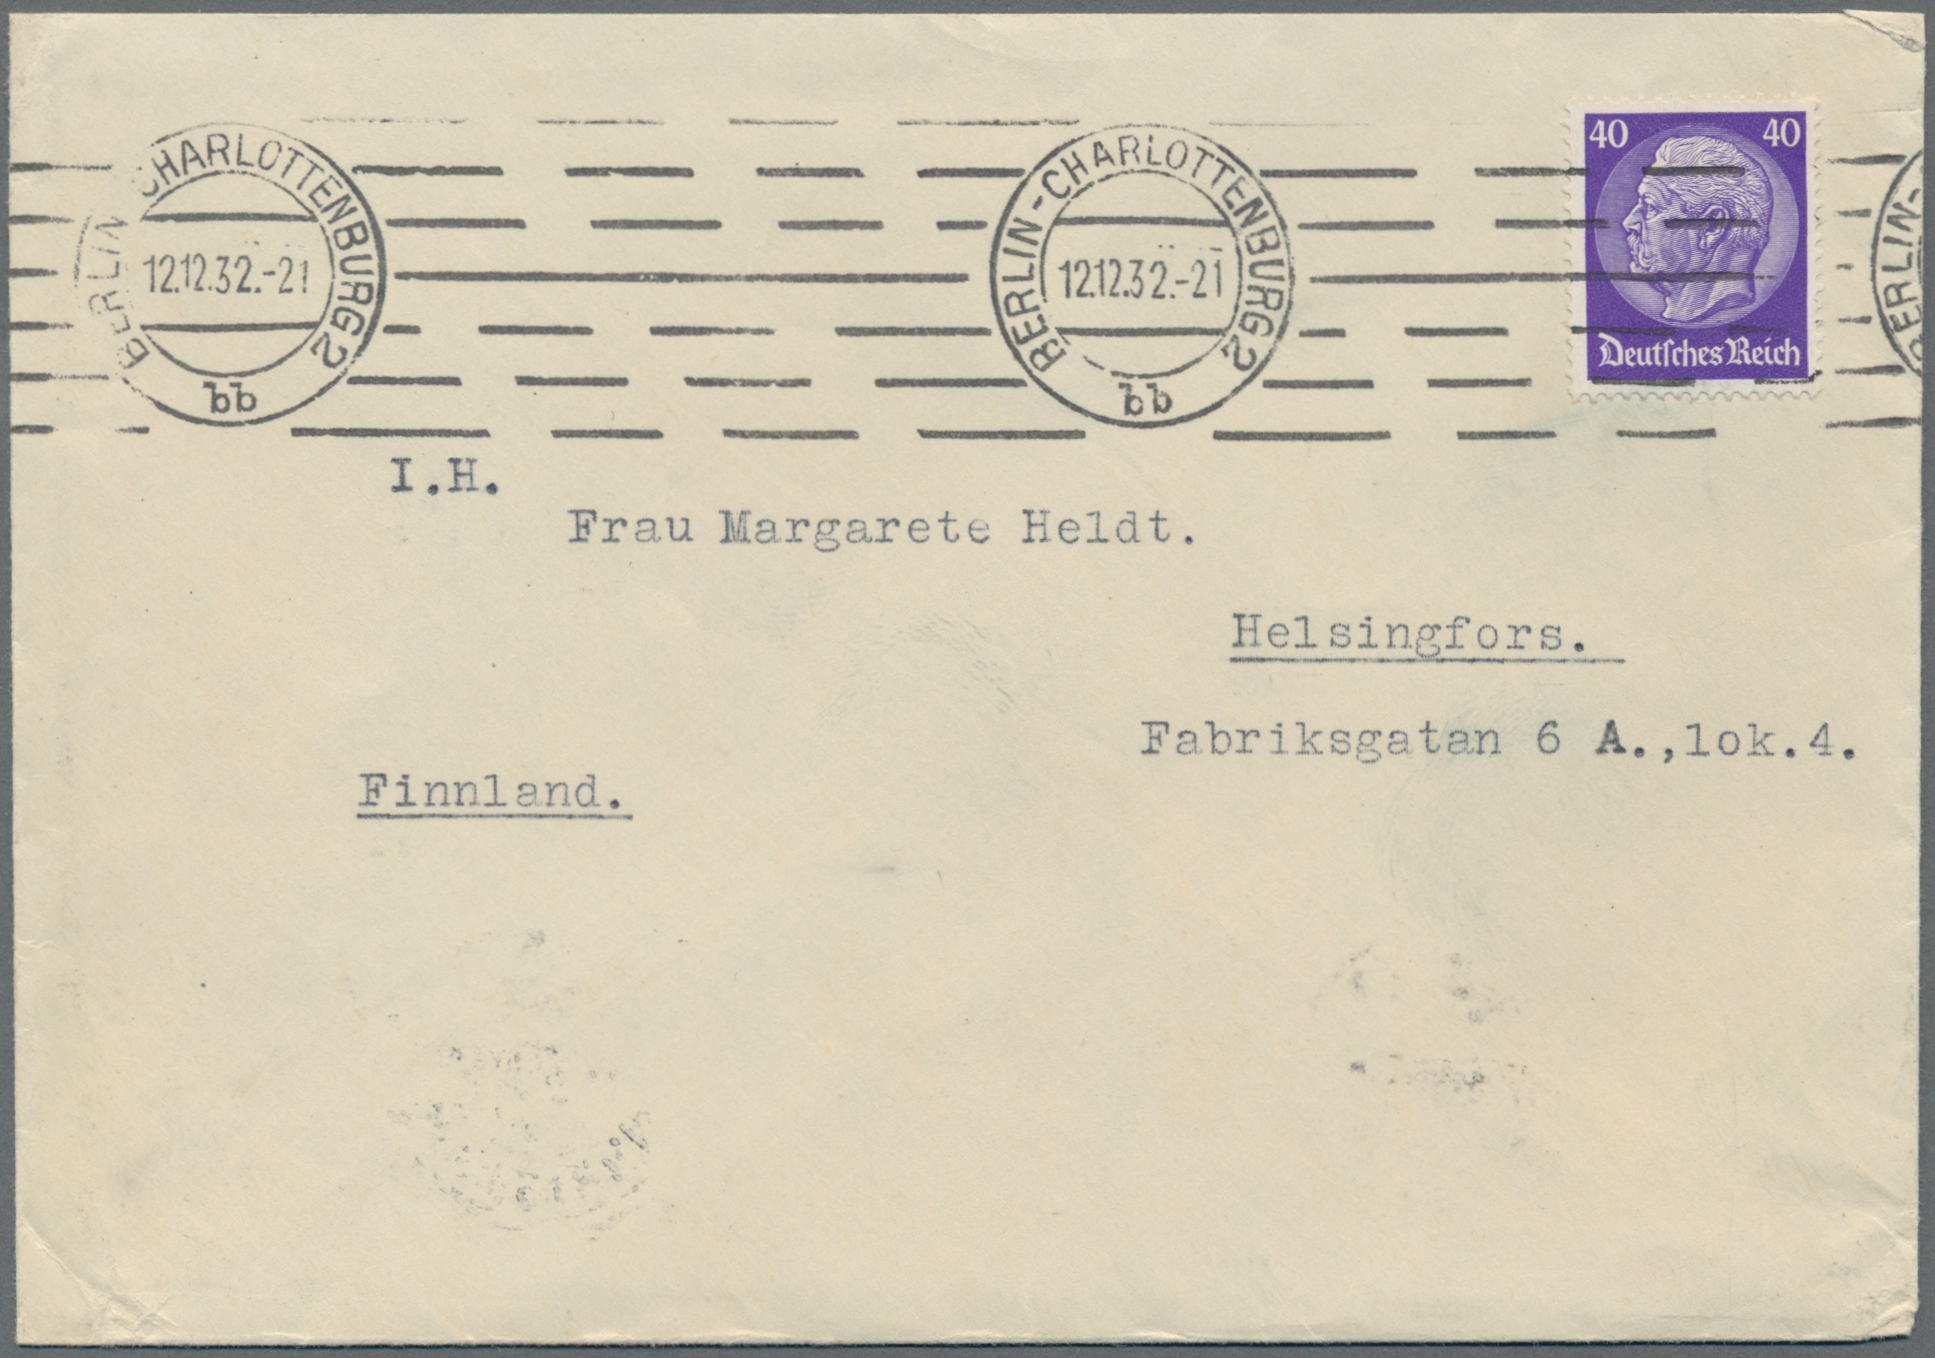 BERLIN-CHARLOTTENBURG 2
12.12.32.-21
bb
BERLIN-CHARLOTTENBURG 2
12.12.32.-21
bb
40 40
Deutsches Reich
BERLIN-
I.H.
Frau Margarete Heldt.
Helsingfors.
Fabriksgatan 6 A.,lok.4.
Finnland.